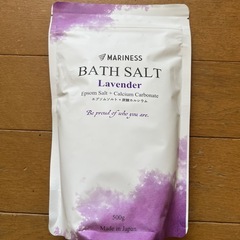 MARINESS
BATH SALT
Lavender
Epsom Salt + Calcium Carbonate
エプソムソルト+炭酸カルシウム
Be proud of who you are.
500g
Made in Japan